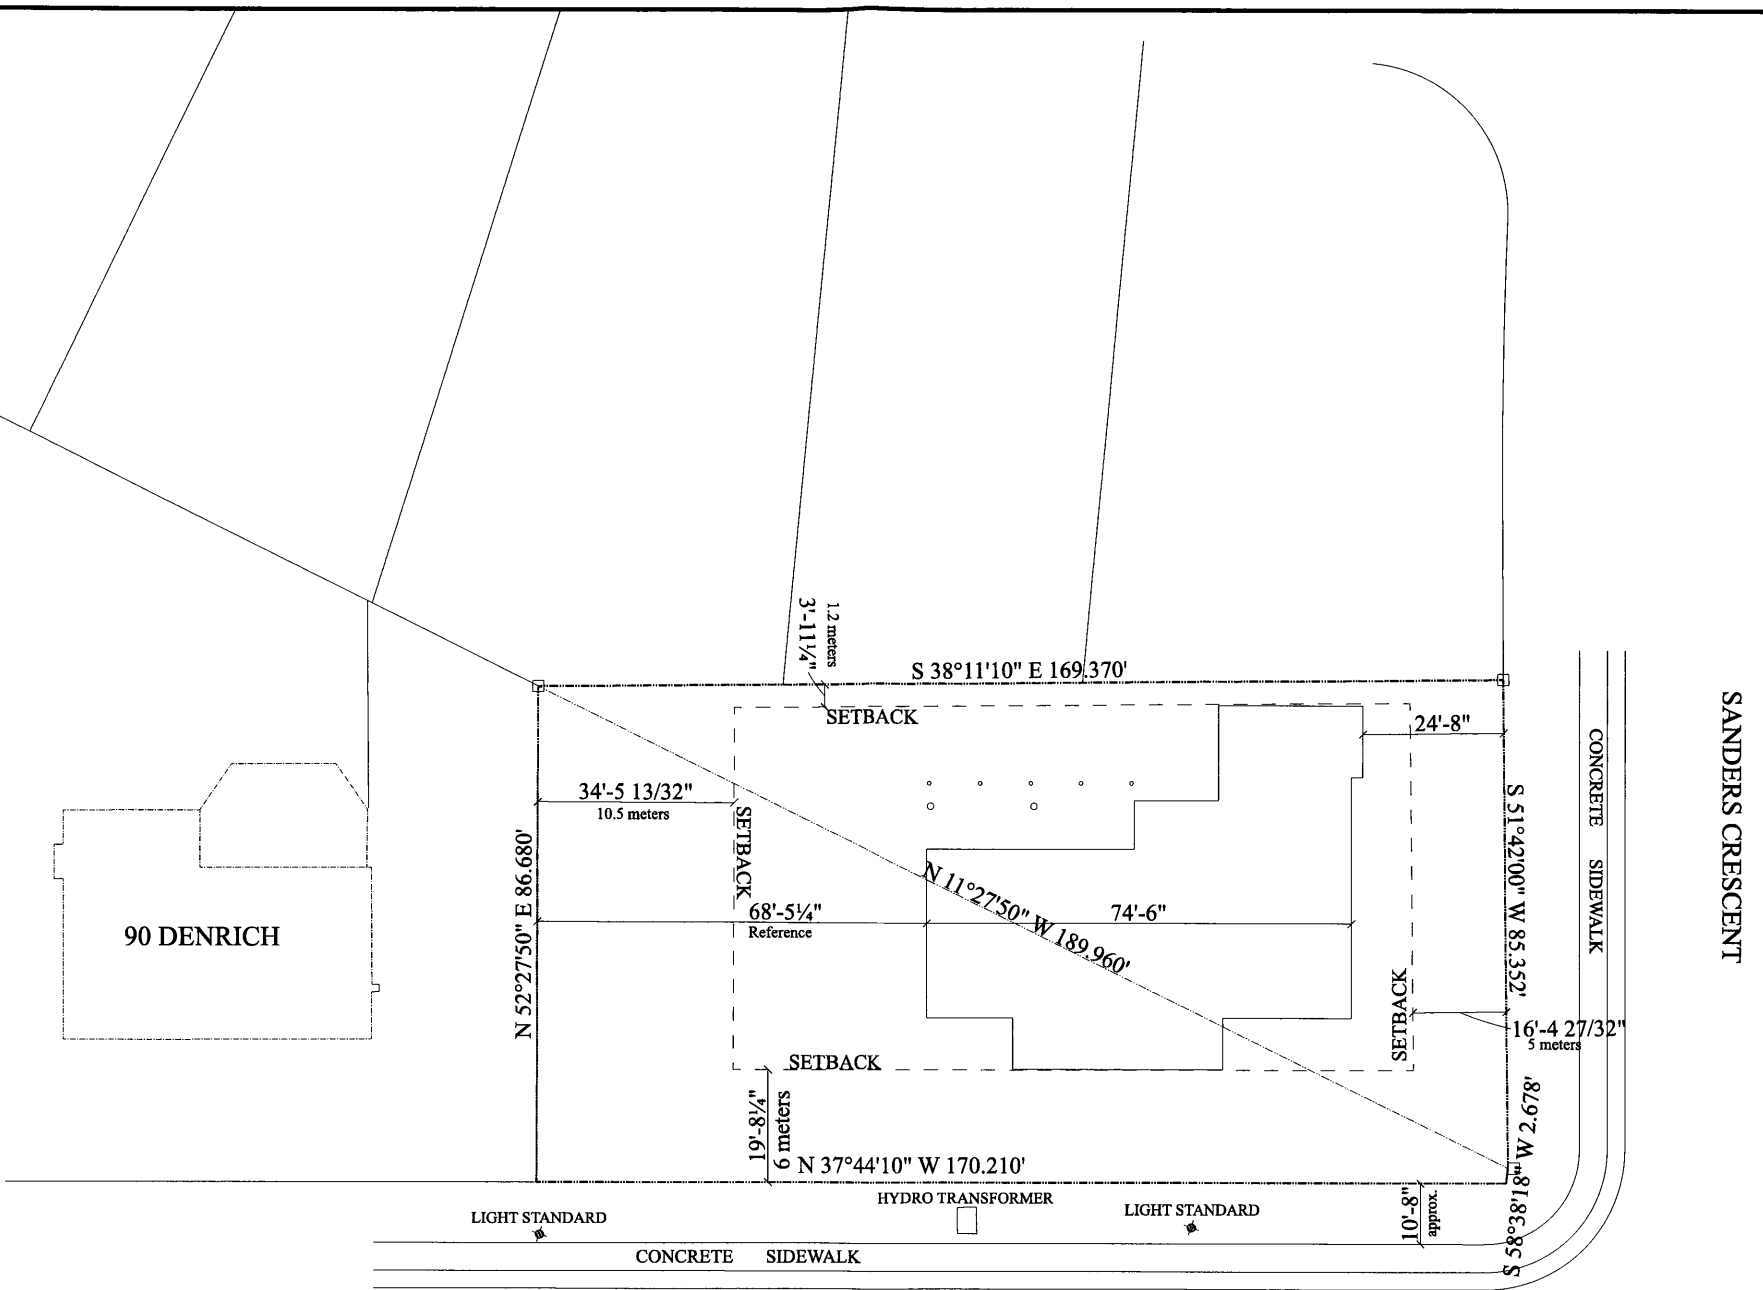 1.2 meters
3'-11¼"
S 38°11'10" E 169.370'
SETBACK
24'-8"
SANDERS CRESCENT
CONCRETE SIDEWALK
34'-5 13/32"
10.5 meters
SETBACK
S 51°42'00" W 85.352'
N 52°27'50" E 86.680'
N 11°27'50" W 189.960'
68'-5¼"
Reference
74'-6"
90 DENRICH
SETBACK
16'-4 27/32"
5 meters
SETBACK
19'-8¼"
6 meters
S 58°38'18" W 2.678'
N 37°44'10" W 170.210'
HYDRO TRANSFORMER
LIGHT STANDARD
LIGHT STANDARD
10'-8"
approx.
CONCRETE SIDEWALK